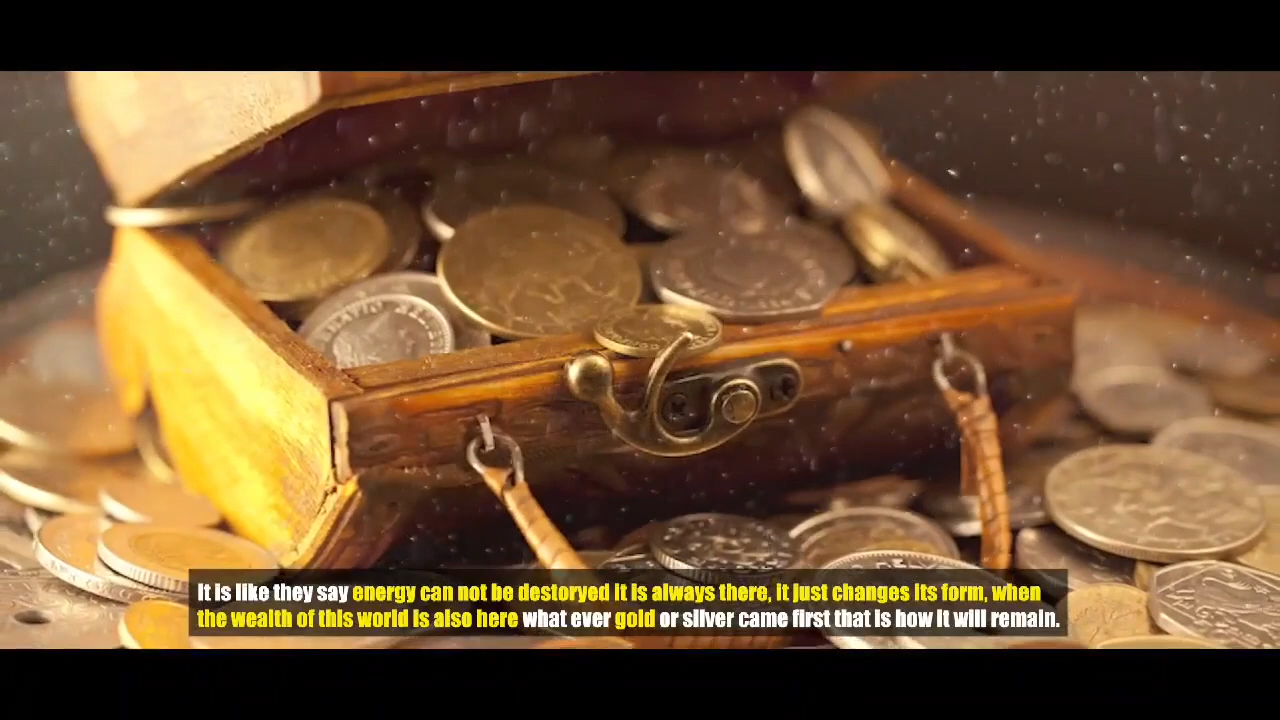 It is like they say energy can not be destoryed it is always there, it just changes its form, when
the wealth of this world is also here what ever gold or silver came first that is how it will remain.